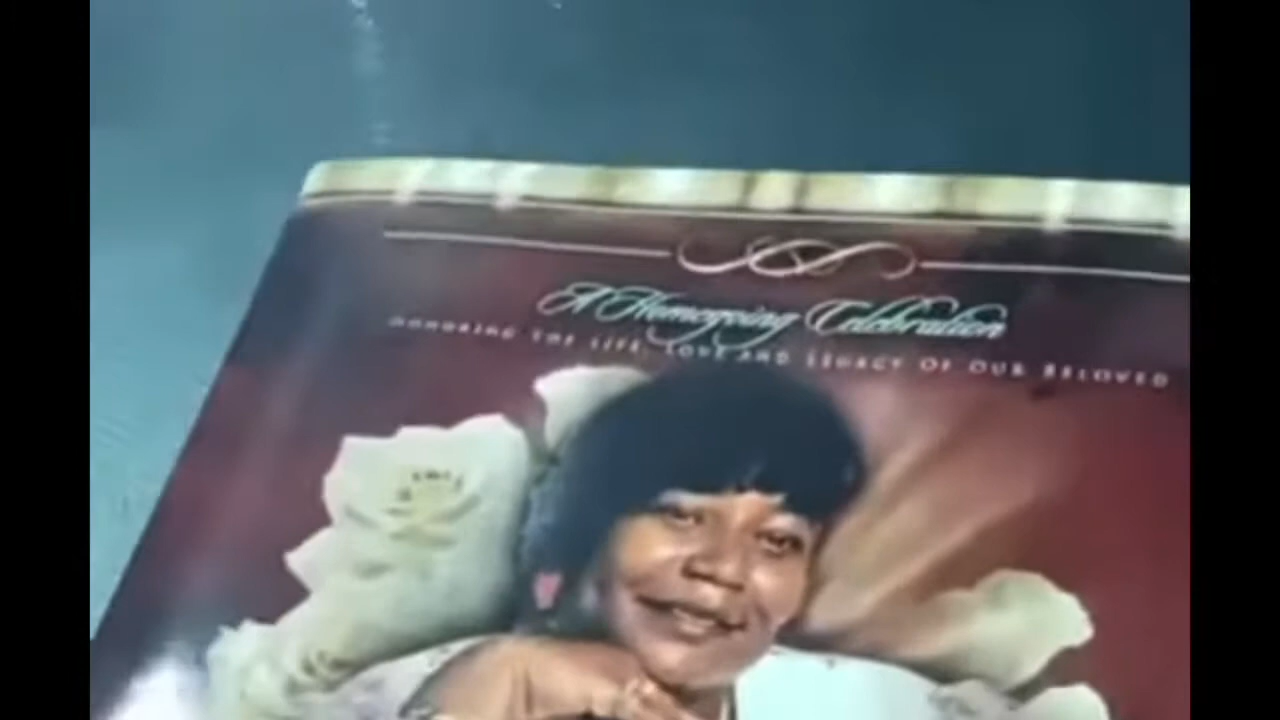 A Homegoing Celebration
HONORING THE LIFE, LOVE AND LEGACY OF OUR BELOVED